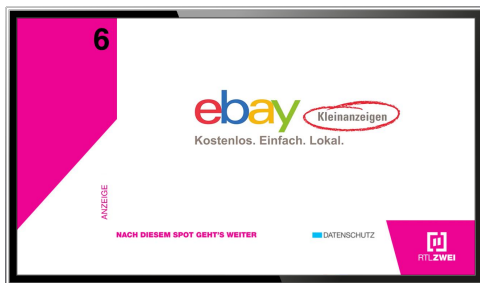 6
ebay Kleinanzeigen
Kostenlos. Einfach. Lokal.
ANZEIGE
NACH DIESEM SPOT GEHT'S WEITER
DATENSCHUTZ
RTLZWEI